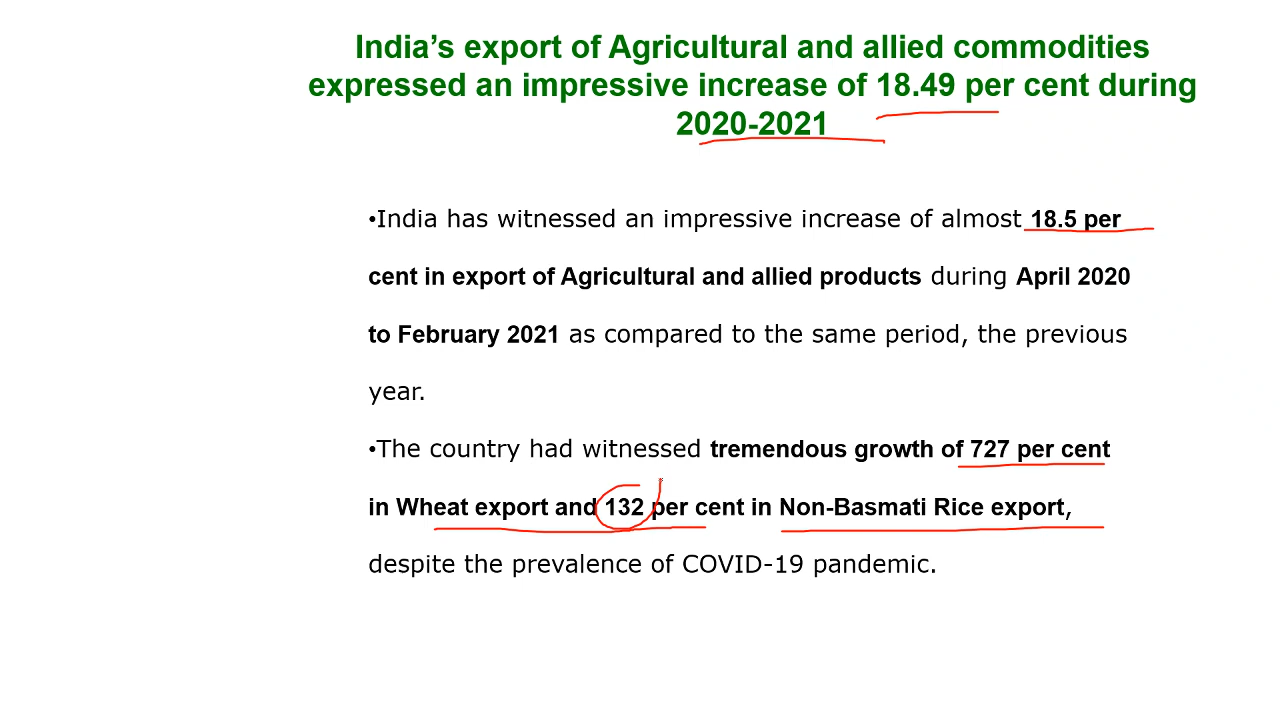 India’s export of Agricultural and allied commodities
expressed an impressive increase of 18.49 per cent during
2020-2021
•India has witnessed an impressive increase of almost 18.5 per
cent in export of Agricultural and allied products during April 2020
to February 2021 as compared to the same period, the previous
year.
•The country had witnessed tremendous growth of 727 per cent
in Wheat export and 132 per cent in Non-Basmati Rice export,
despite the prevalence of COVID-19 pandemic.